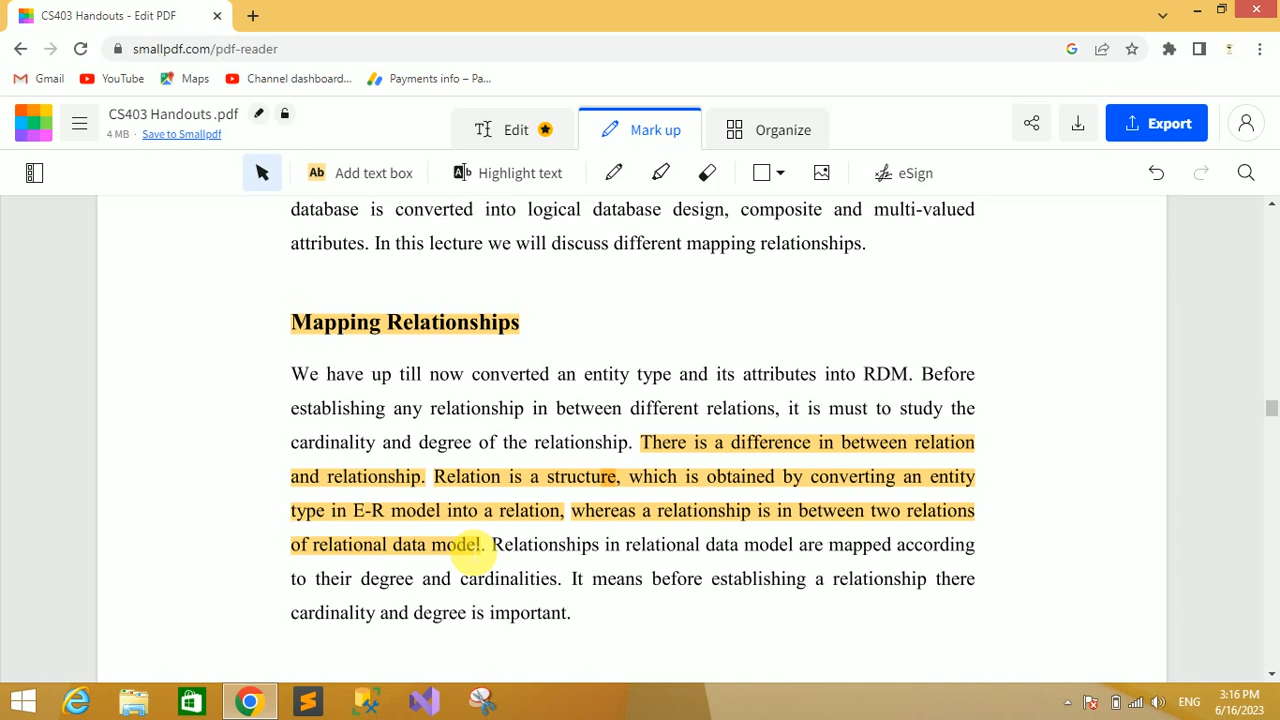 CS403 Handouts - Edit PDF
smallpdf.com/pdf-reader
Gmail YouTube Maps Channel dashboard... Payments info – Pa...
CS403 Handouts .pdf
4 MB · Save to Smallpdf
Edit Mark up Organize Export
Ab Add text box Highlight text eSign
database is converted into logical database design, composite and multi-valued
attributes. In this lecture we will discuss different mapping relationships.
Mapping Relationships
We have up till now converted an entity type and its attributes into RDM. Before
establishing any relationship in between different relations, it is must to study the
cardinality and degree of the relationship. There is a difference in between relation
and relationship. Relation is a structure, which is obtained by converting an entity
type in E-R model into a relation, whereas a relationship is in between two relations
of relational data model. Relationships in relational data model are mapped according
to their degree and cardinalities. It means before establishing a relationship there
cardinality and degree is important.
ENG
3:16 PM
6/16/2023